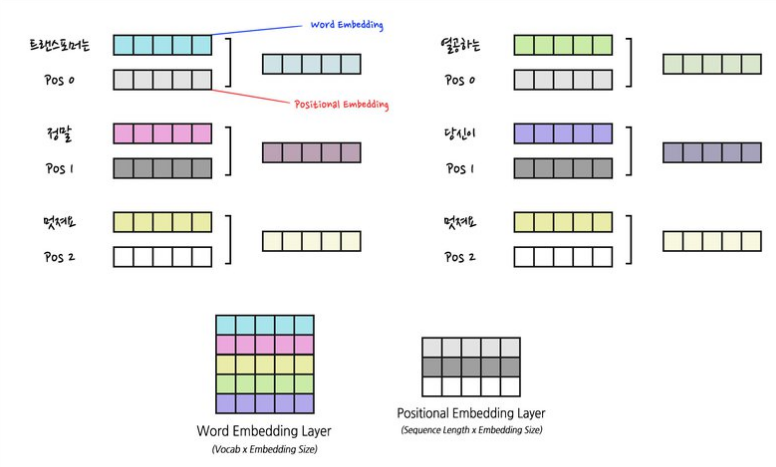 Word Embedding
트랜스포머는
Pos 0
Positional Embedding
정말
Pos 1
멋져요
Pos 2
열공하는
Pos 0
당신이
Pos 1
멋져요
Pos 2
Word Embedding Layer
(Vocab x Embedding Size)
Positional Embedding Layer
(Sequence Length x Embedding Size)